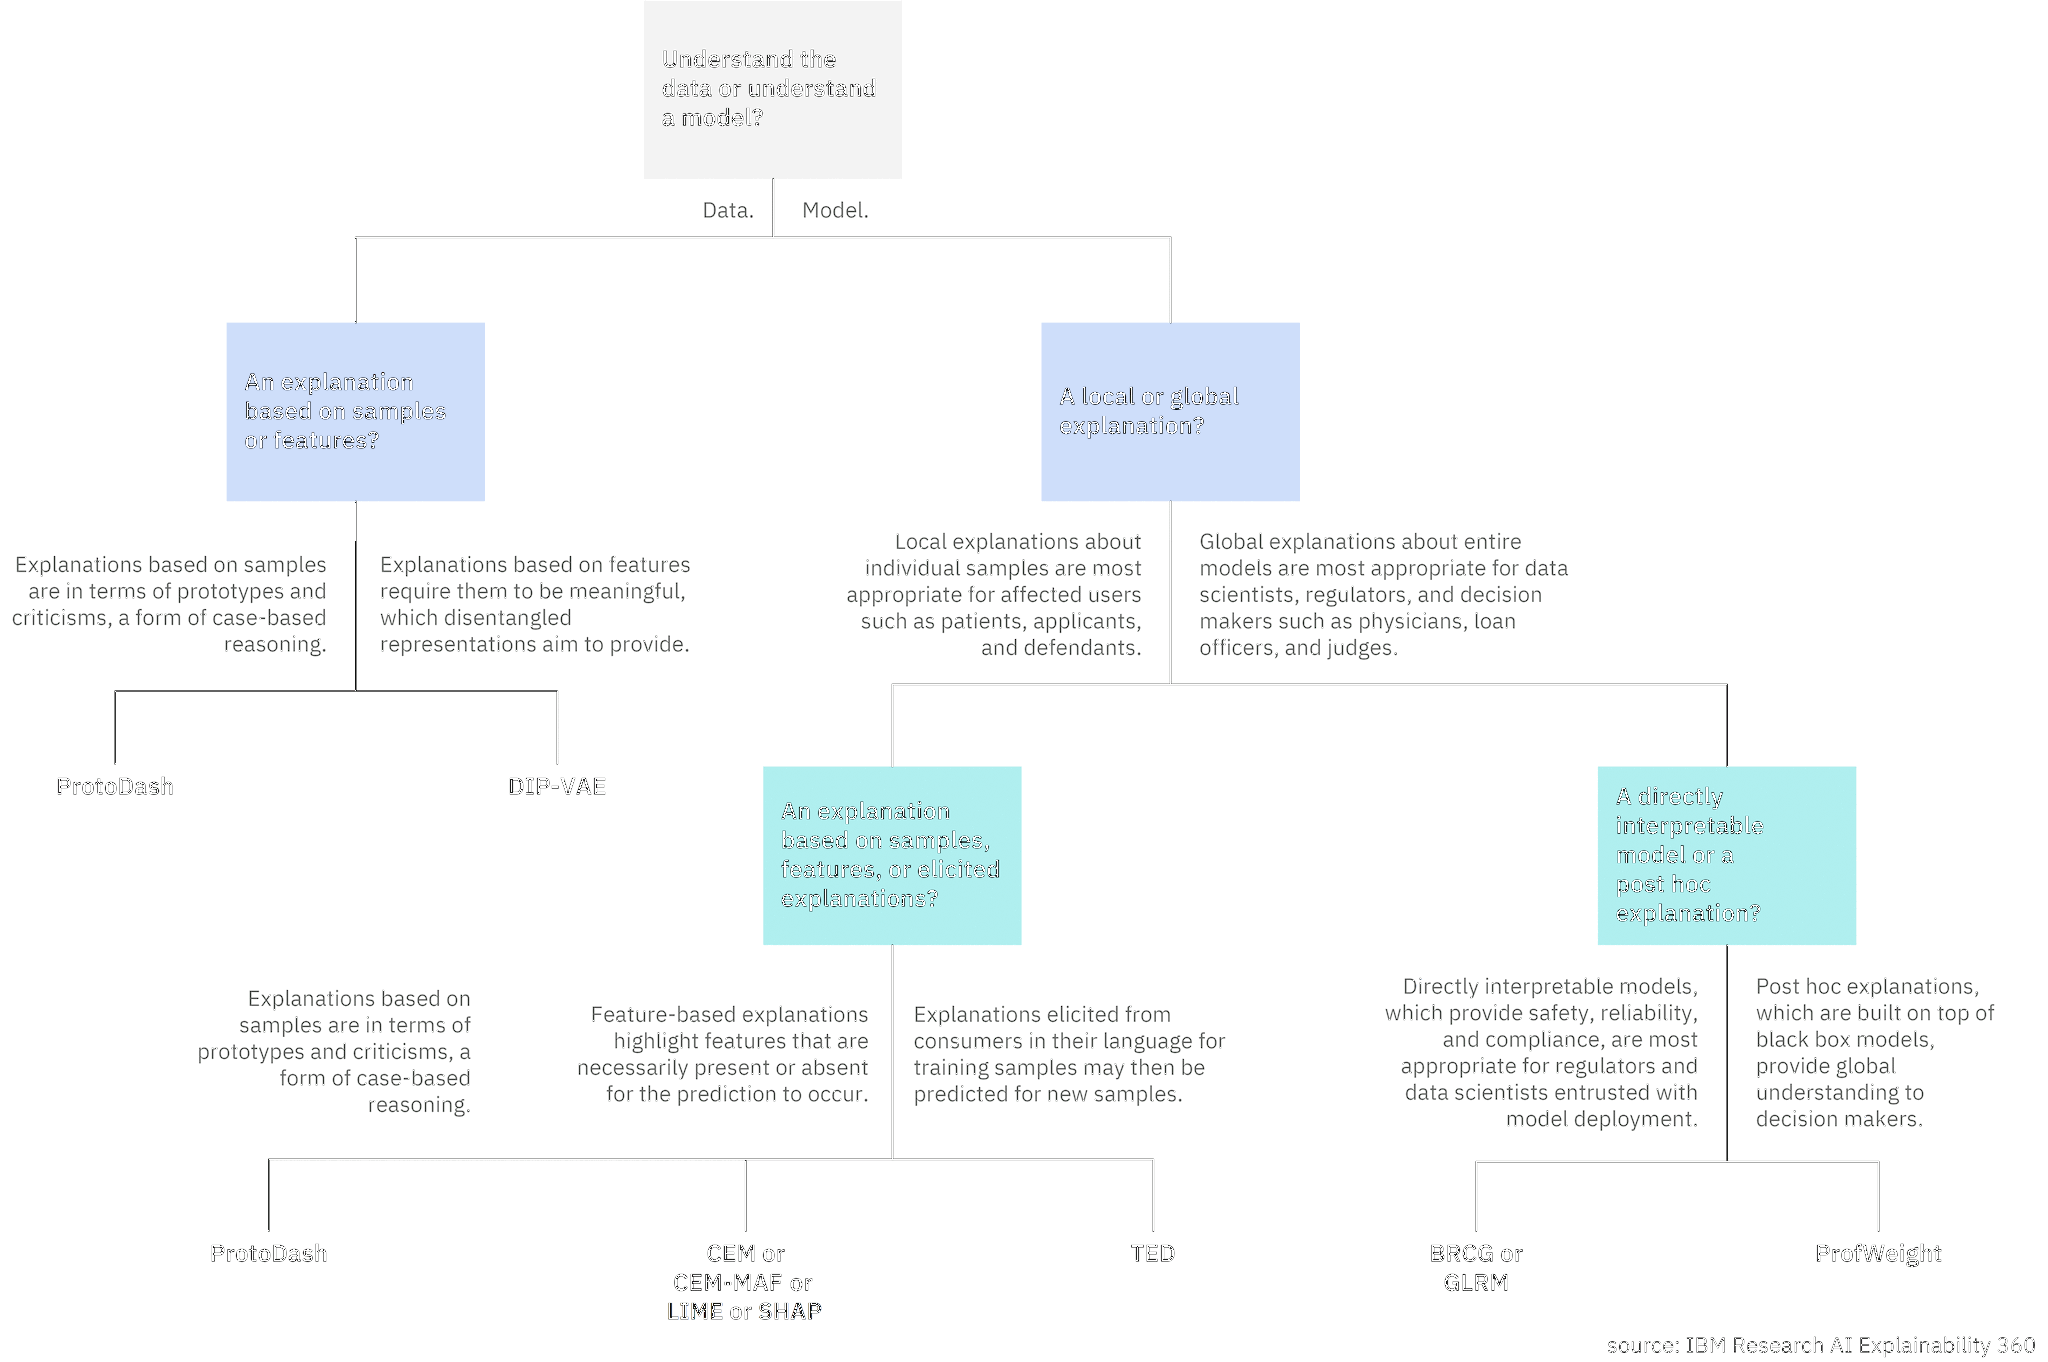 Understand the
data or understand
a model?
Data.
Model.
An explanation
based on samples
or features?
A local or global
explanation?
Explanations based on samples
are in terms of prototypes and
criticisms, a form of case-based
reasoning.
Explanations based on features
require them to be meaningful,
which disentangled
representations aim to provide.
Local explanations about
individual samples are most
appropriate for affected users
such as patients, applicants,
and defendants.
Global explanations about entire
models are most appropriate for data
scientists, regulators, and decision
makers such as physicians, loan
officers, and judges.
ProtoDash
DIP-VAE
An explanation
based on samples,
features, or elicited
explanations?
A directly
interpretable
model or a
post hoc
explanation?
Explanations based on
samples are in terms of
prototypes and criticisms, a
form of case-based
reasoning.
Feature-based explanations
highlight features that are
necessarily present or absent
for the prediction to occur.
Explanations elicited from
consumers in their language for
training samples may then be
predicted for new samples.
Directly interpretable models,
which provide safety, reliability,
and compliance, are most
appropriate for regulators and
data scientists entrusted with
model deployment.
Post hoc explanations,
which are built on top of
black box models,
provide global
understanding to
decision makers.
ProtoDash
CEM or
CEM-MAF or
LIME or SHAP
TED
BRCG or
GLRM
ProfWeight
source: IBM Research AI Explainability 360